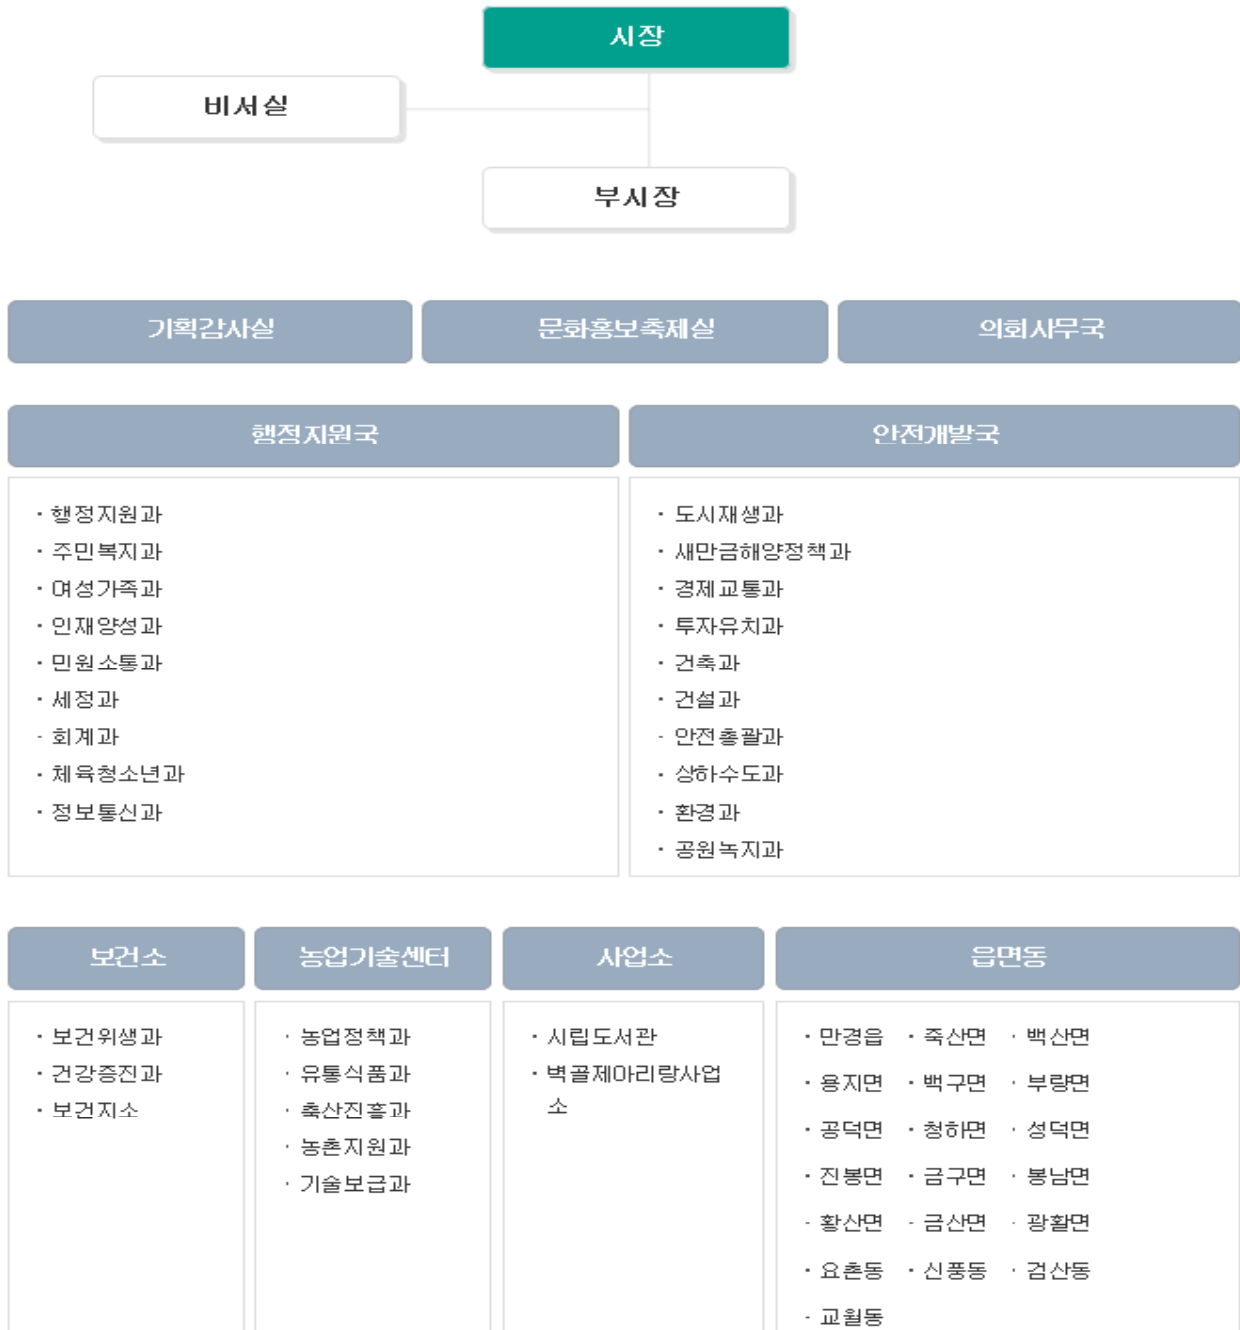 시장
비서실
부시장
기획감사실
문화홍보축제실
의회사무국
행정지원국
· 행정지원과
· 주민복지과
· 여성가족과
· 인재양성과
· 민원소통과
· 세정과
· 회계과
· 체육청소년과
· 정보통신과
안전개발국
· 도시재생과
· 새만금해양정책과
· 경제교통과
· 투자유치과
· 건축과
· 건설과
· 안전총괄과
· 상하수도과
· 환경과
· 공원녹지과
보건소
· 보건위생과
· 건강증진과
· 보건지소
농업기술센터
· 농업정책과
· 유통식품과
· 축산진흥과
· 농촌지원과
· 기술보급과
사업소
· 시립도서관
· 벽골제아리랑사업
소
읍면동
· 만경읍 · 죽산면 · 백산면
· 용지면 · 백구면 · 부량면
· 공덕면 · 청하면 · 성덕면
· 진봉면 · 금구면 · 봉남면
· 황산면 · 금산면 · 광활면
· 요촌동 · 신풍동 · 검산동
· 교월동